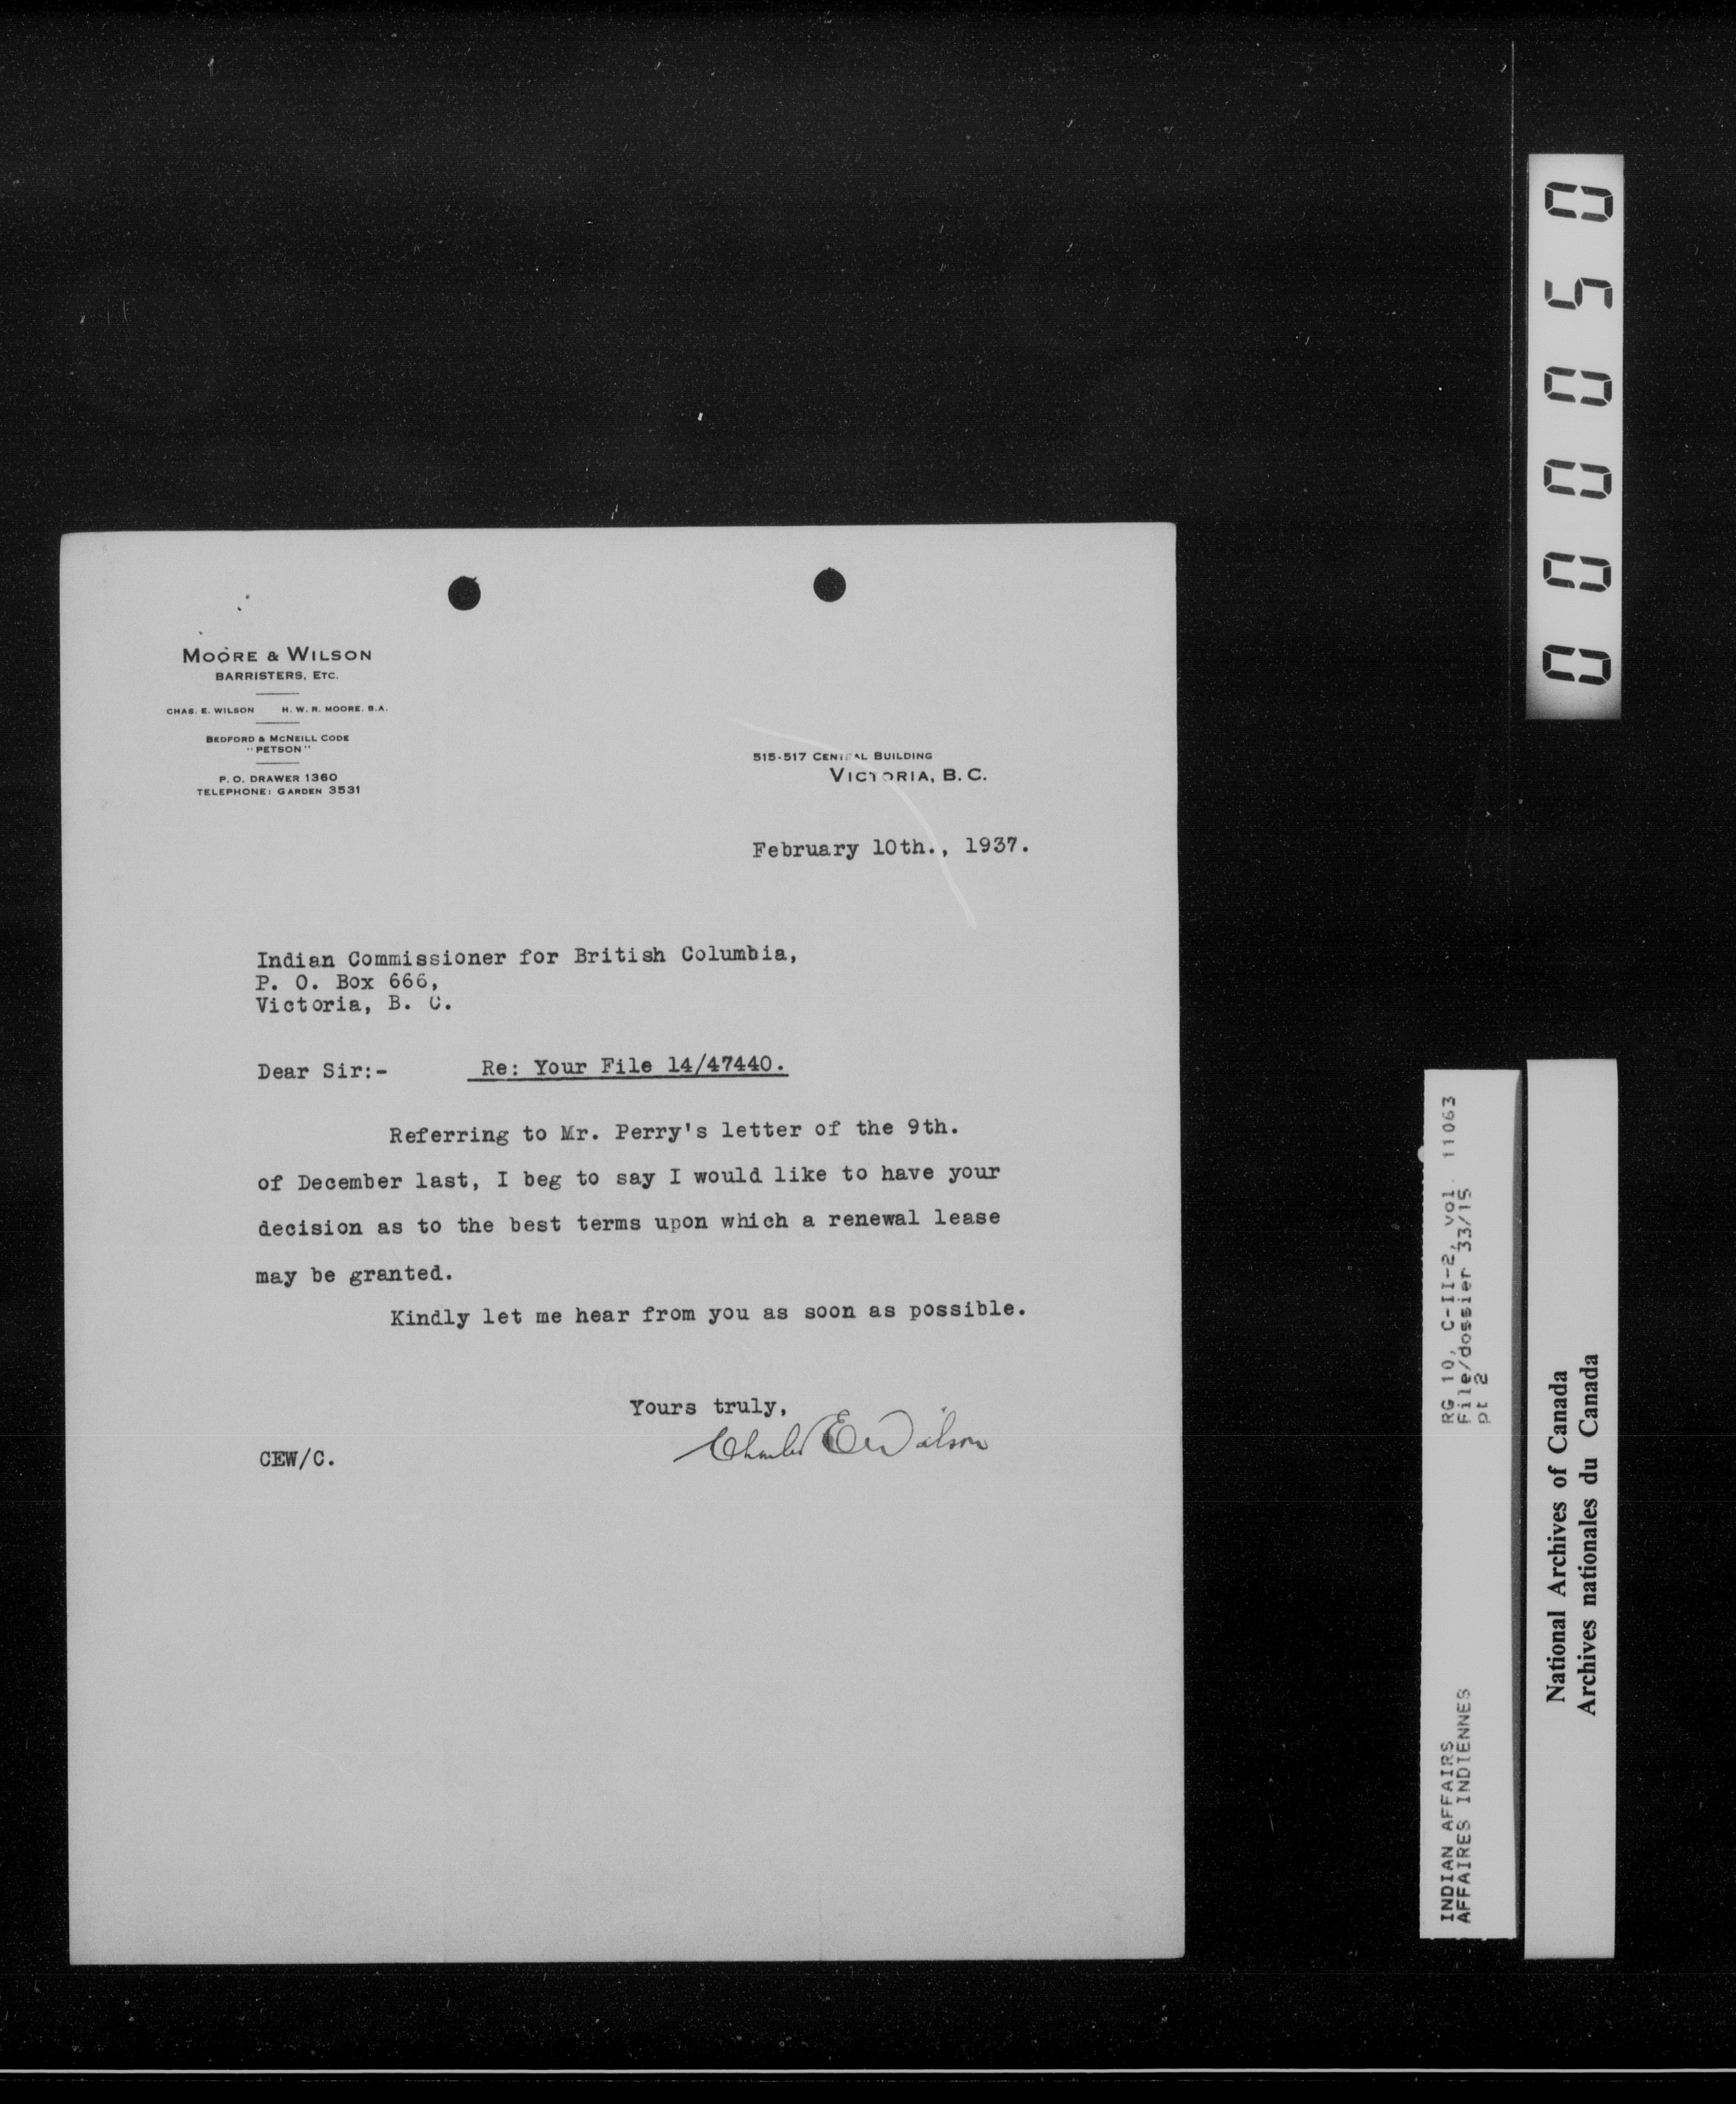 MOORE & WILSON
BARRISTERS, ETC.
CHAS. E. WILSON H. W. R. MOORE, B.A.
BEDFORD & MCNEILL CODE
"PETSON"
P. O. DRAWER 1360
TELEPHONE: GARDEN 3531
515-517 CENTRAL BUILDING
VICTORIA, B. C.
February 10th., 1937.
Indian Commissioner for British Columbia,
P. O. Box 666,
Victoria, B. C.
Dear Sir:- Re: Your File 14/47440.
Referring to Mr. Perry's letter of the 9th.
of December last, I beg to say I would like to have your
decision as to the best terms upon which a renewal lease
may be granted.
Kindly let me hear from you as soon as possible.
Yours truly,
Charles E Wilson
CEW/C.
000050
INDIAN AFFAIRS RG 10, C-II-2, vol. 11063
AFFAIRES INDIENNES File/dossier 33/15
pt 2
National Archives of Canada
Archives nationales du Canada